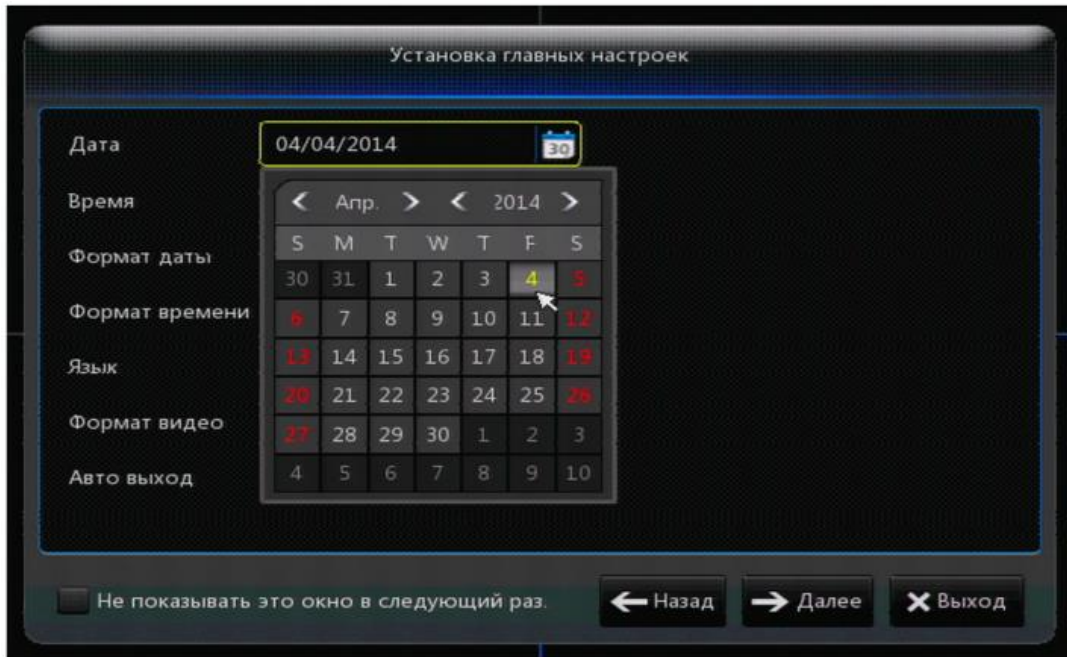 Установка главных настроек
Дата 04/04/2014 30
Время
Апр. 2014
S M T W T F S
Формат даты
30 31 1 2 3 4 5
Формат времени
6 7 8 9 10 11 12
Язык
13 14 15 16 17 18 19
20 21 22 23 24 25 26
Формат видео
27 28 29 30 1 2 3
Авто выход
4 5 6 7 8 9 10
Не показывать это окно в следующий раз. Назад Далее Выход